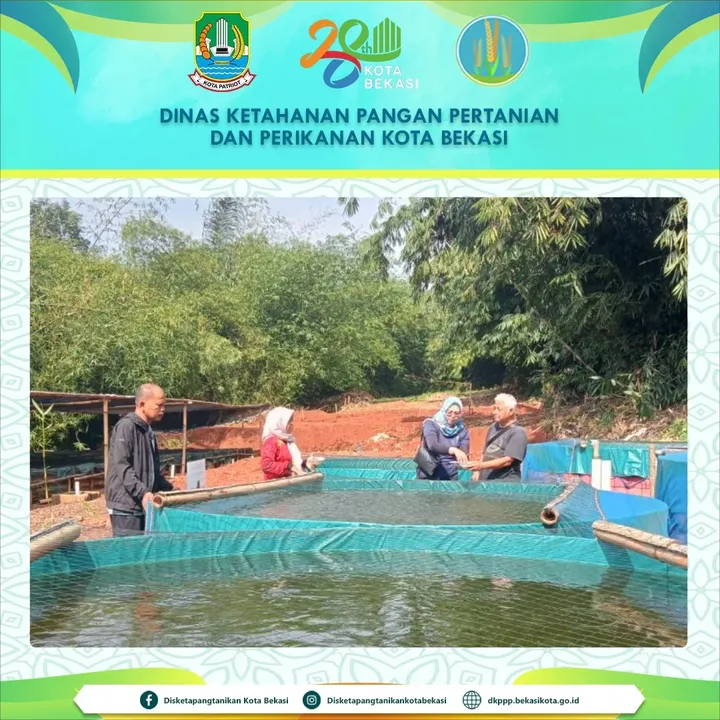 KOTA PATRIOT
28th
KOTA
BEKASI
DINAS KETAHANAN PANGAN PERTANIAN
DAN PERIKANAN KOTA BEKASI
Disketapangtanikan Kota Bekasi
Disketapangtanikankotabekasi
dkppp.bekasikota.go.id